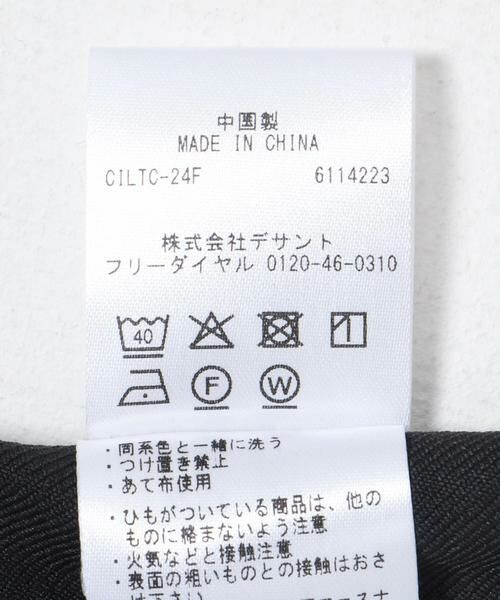 中国製
MADE IN CHINA
CILTC-24F 6114223
株式会社デサント
フリーダイヤル 0120-46-0310
40
F W
・同系色と一緒に洗う
・つけ置き禁止
・あて布使用
・ひもがついている商品は、他の
ものに絡まないよう注意
・火気などと接触注意
・表面の粗いものとの接触はおさ
け下さい